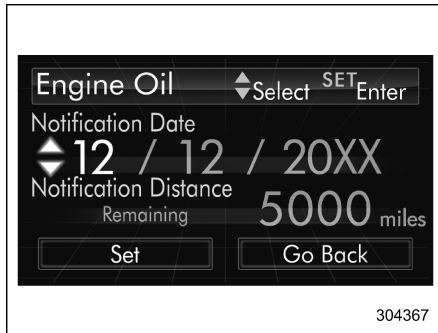 Engine Oil Select SET Enter
Notification Date
12 / 12 / 20XX
Notification Distance
Remaining 5000 miles
Set Go Back
304367